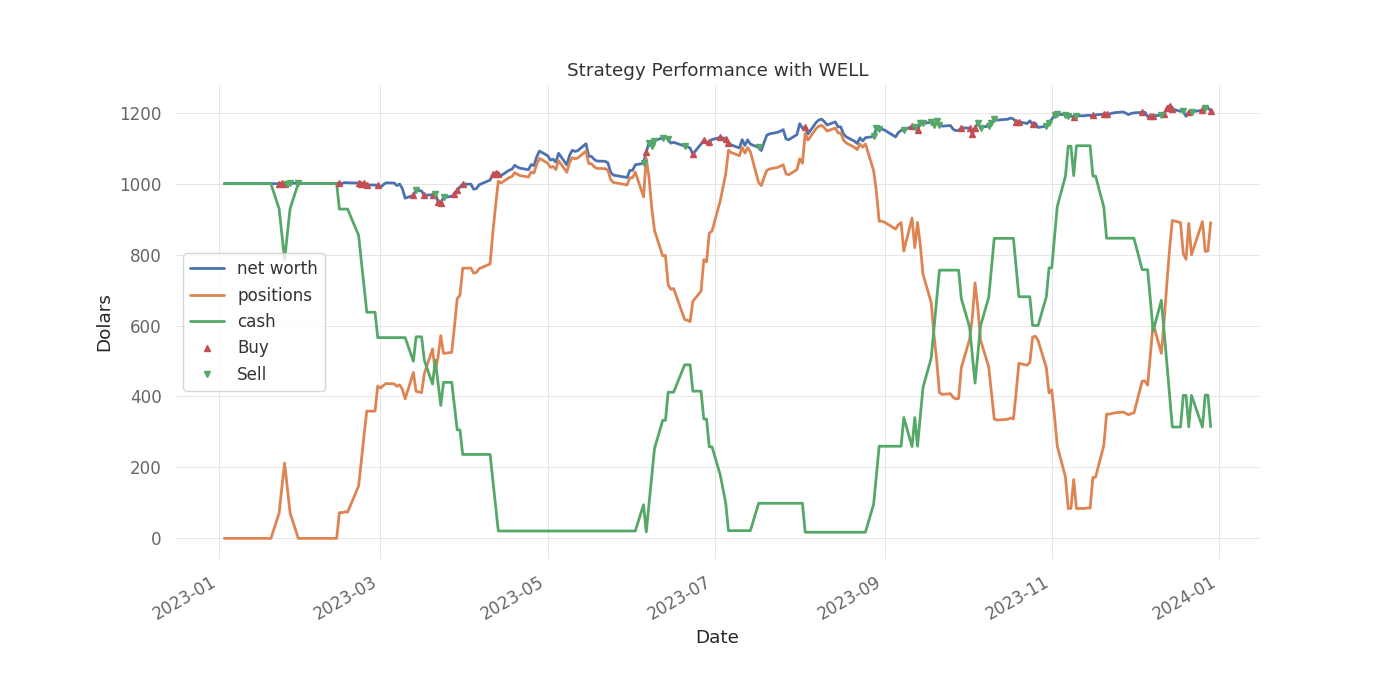 Strategy Performance with WELL
Dolars
1200
1000
800
600
400
200
0
net worth
positions
cash
Buy
Sell
2023-01
2023-03
2023-05
2023-07
2023-09
2023-11
2024-01
Date